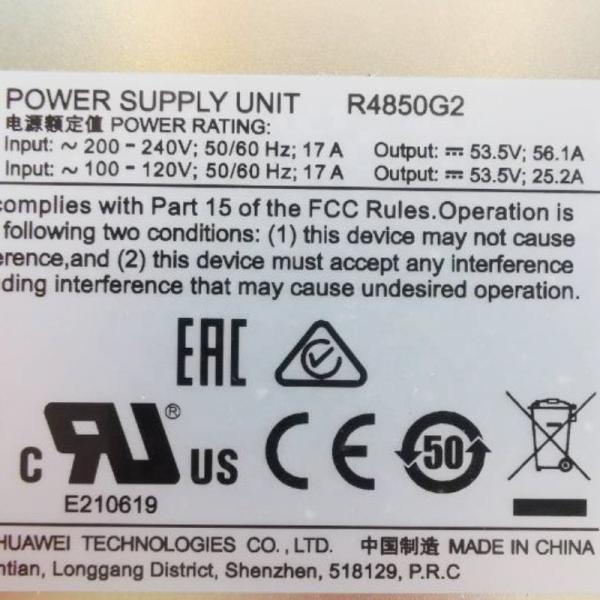 POWER SUPPLY UNIT R4850G2
电源额定值 POWER RATING:
Input: ~ 200 - 240V; 50/60 Hz; 17 A Output: ⎓ 53.5V; 56.1A
Input: ~ 100 - 120V; 50/60 Hz; 17 A Output: ⎓ 53.5V; 25.2A
complies with Part 15 of the FCC Rules.Operation is
following two conditions: (1) this device may not cause
erence,and (2) this device must accept any interference
ding interference that may cause undesired operation.
EAC
C RU ® US CE 50
E210619
HUAWEI TECHNOLOGIES CO., LTD. 中国制造 MADE IN CHINA
ntian, Longgang District, Shenzhen, 518129, P.R.C